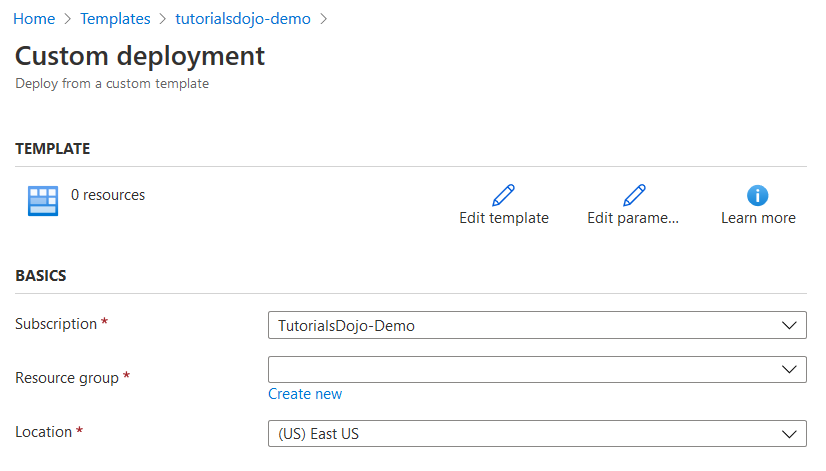 Home > Templates > tutorialsdojo-demo >
Custom deployment
Deploy from a custom template
TEMPLATE
0 resources
Edit template
Edit parame...
Learn more
BASICS
Subscription *
TutorialsDojo-Demo
Resource group *
Create new
Location *
(US) East US